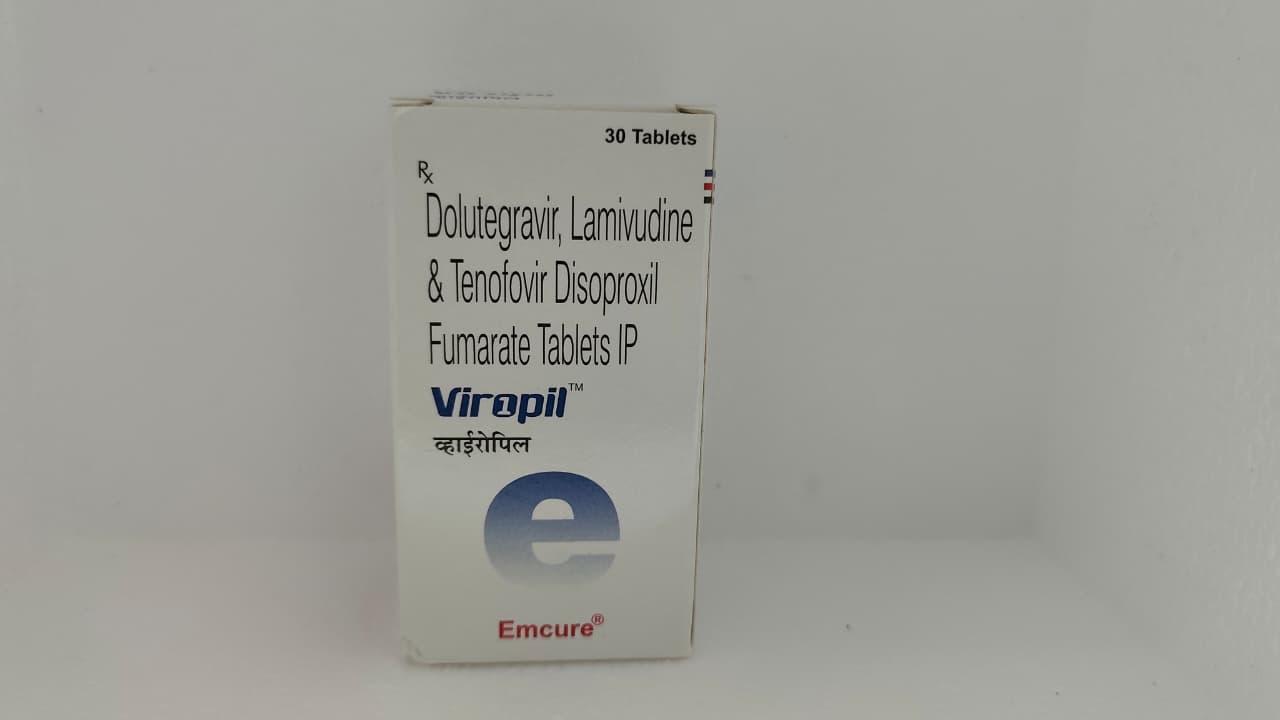 30 Tablets
Rx
Dolutegravir, Lamivudine
& Tenofovir Disoproxil
Fumarate Tablets IP
Viropil™
व्हाईरोपिल
e
Emcure®